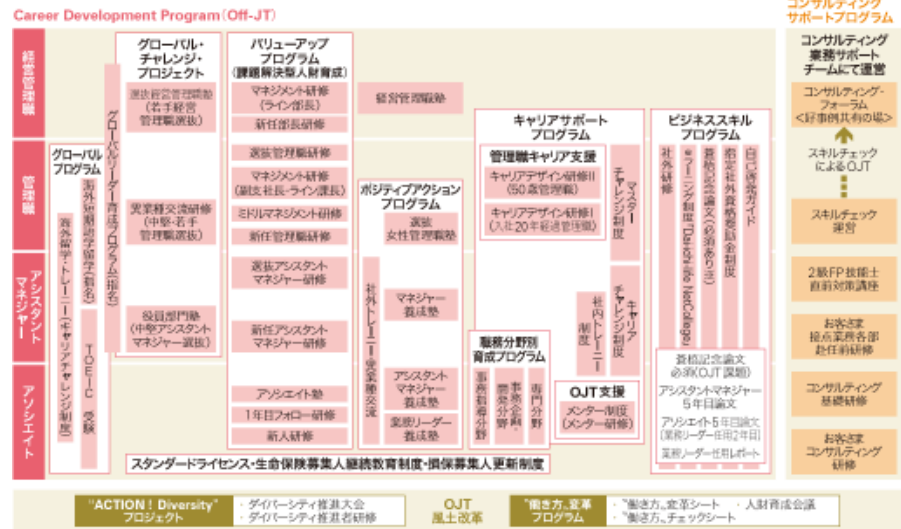 Career Development Program(Off-JT)
コンサルティング
サポートプログラム
経営管理職
管理職
アシスタント
マネジャー
アソシエイト
グローバル
プログラム
海外留学・トレーニー(キャリアチャレンジ制度)
海外短期語学留学(指名)
TOEIC 受験
グローバルリーダー育成プログラム(指名)
グローバル・
チャレンジ・
プロジェクト
選抜経営管理職塾
(若手経営
管理職選抜)
異業種交流研修
(中堅・若手
管理職選抜)
役員部門塾
(中堅アシスタント
マネジャー選抜)
バリューアップ
プログラム
(課題解決型人財育成)
マネジメント研修
(ライン部長)
新任部長研修
選抜管理職研修
マネジメント研修
(副支社長・ライン課長)
ミドルマネジメント研修
新任管理職研修
選抜アシスタント
マネジャー研修
新任アシスタント
マネジャー研修
アソシエイト塾
1年目フォロー研修
新人研修
経営管理職塾
ポジティブアクション
プログラム
選抜
女性管理職塾
社外トレーニー・異業種交流
マネジャー
養成塾
アシスタント
マネジャー
養成塾
業務リーダー
養成塾
キャリアサポート
プログラム
管理職キャリア支援
キャリアデザイン研修II
(50歳管理職)
キャリアデザイン研修I
(入社20年経過管理職)
マスター
チャレンジ制度
キャリア
チャレンジ制度
社内トレーニー
制度
職務分野別
育成プログラム
事務指導分野
事務企画・
開発分野
専門分野
OJT支援
メンター制度
(メンター研修)
ビジネススキル
プログラム
社外研修
eラーニング制度"Dai-ichi Life NetCollege"
蒼梧記念論文(必須あり※)
指定社外資格奨励金制度
自己啓発ガイド
蒼梧記念論文
必須(OJT課題)
アシスタントマネジャー
5年目論文
アソシエイト5年目論文
(業務リーダー任用2年目)
業務リーダー任用レポート
スタンダードライセンス・生命保険募集人継続教育制度・損保募集人更新制度
コンサルティング
業務サポート
チームにて運営
コンサルティング・
フォーラム
<好事例共有の場>
スキルチェック
によるOJT
スキルチェック
運営
2級FP技能士
直前対策講座
お客さま
接点業務各部
赴任前研修
コンサルティング
基礎研修
お客さま
コンサルティング
研修
"ACTION ! Diversity"
プロジェクト
・ダイバーシティ推進大会
・ダイバーシティ推進者研修
OJT
風土改革
"働き方"変革
プログラム
・"働き方"変革シート ・人財育成会議
・"働き方"チェックシート